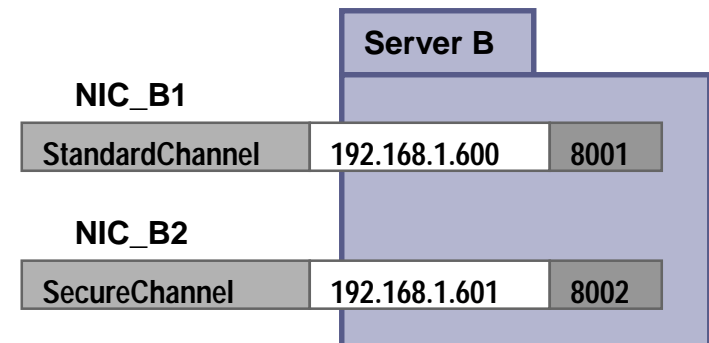 Server B
NIC_B1
StandardChannel 192.168.1.600 8001
NIC_B2
SecureChannel 192.168.1.601 8002